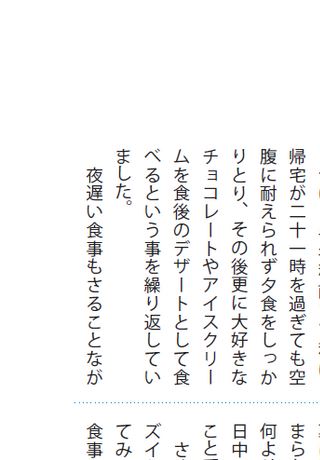 帰宅が二十一時を過ぎても空
腹に耐えられず夕食をしっか
りとり、その後更に大好きな
チョコレートやアイスクリー
ムを食後のデザートとして食
べるという事を繰り返してい
ました。
夜遅い食事もさることなが
まら
何よ
日中
こと
さ
ズイ
てみ
食事